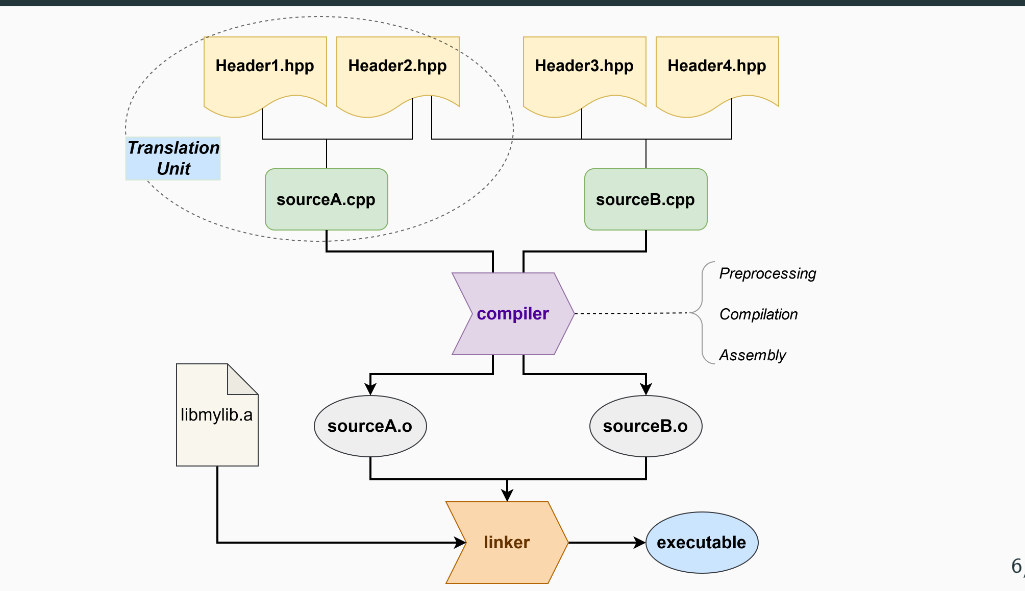 Header1.hpp
Header2.hpp
Header3.hpp
Header4.hpp
Translation
Unit
sourceA.cpp
sourceB.cpp
compiler
Preprocessing
Compilation
Assembly
libmylib.a
sourceA.o
sourceB.o
linker
executable
6